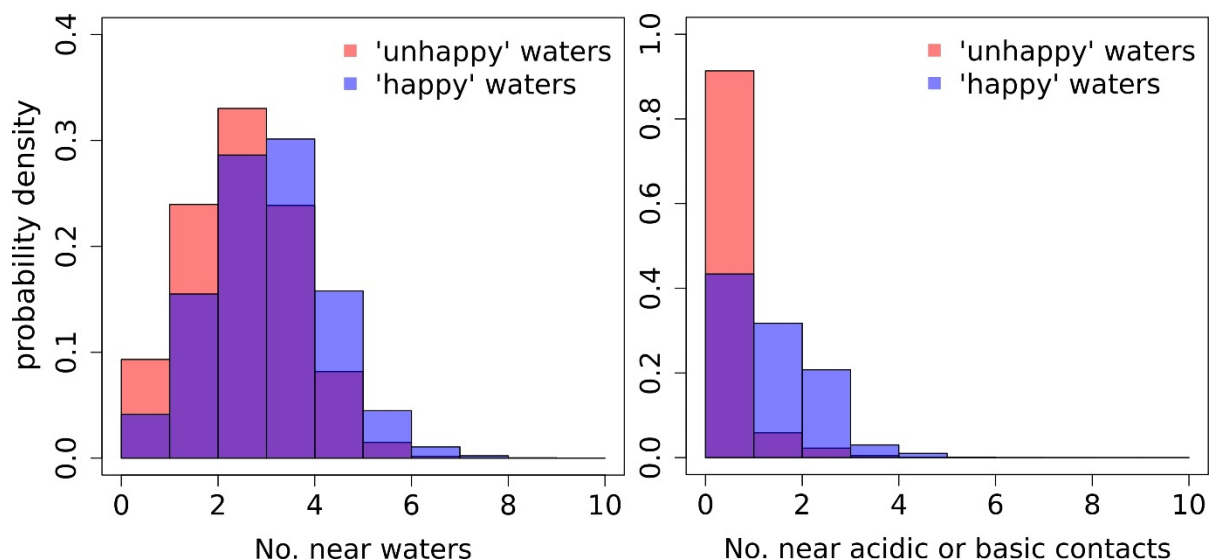 probability density
0.4
0.3
0.2
0.1
0.0
'unhappy' waters
'happy' waters
0 2 4 6 8 10
No. near waters
1.0
0.8
0.6
0.4
0.2
0.0
'unhappy' waters
'happy' waters
0 2 4 6 8 10
No. near acidic or basic contacts